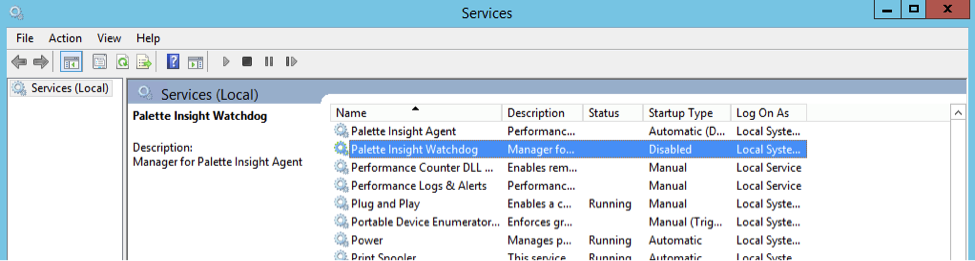 Services
File Action View Help
Services (Local)
Services (Local)
Palette Insight Watchdog
Description:
Manager for Palette Insight Agent
Name Description Status Startup Type Log On As
Palette Insight Agent Performanc... Automatic (D... Local Syste...
Palette Insight Watchdog Manager fo... Disabled Local Syste...
Performance Counter DLL ... Enables rem... Manual Local Service
Performance Logs & Alerts Performanc... Manual Local Service
Plug and Play Enables a c... Running Manual Local Syste...
Portable Device Enumerator... Enforces gr... Manual (Trig... Local Syste...
Power Manages p... Running Automatic Local Syste...
Print Spooler This service ... Running Automatic Local Syste...